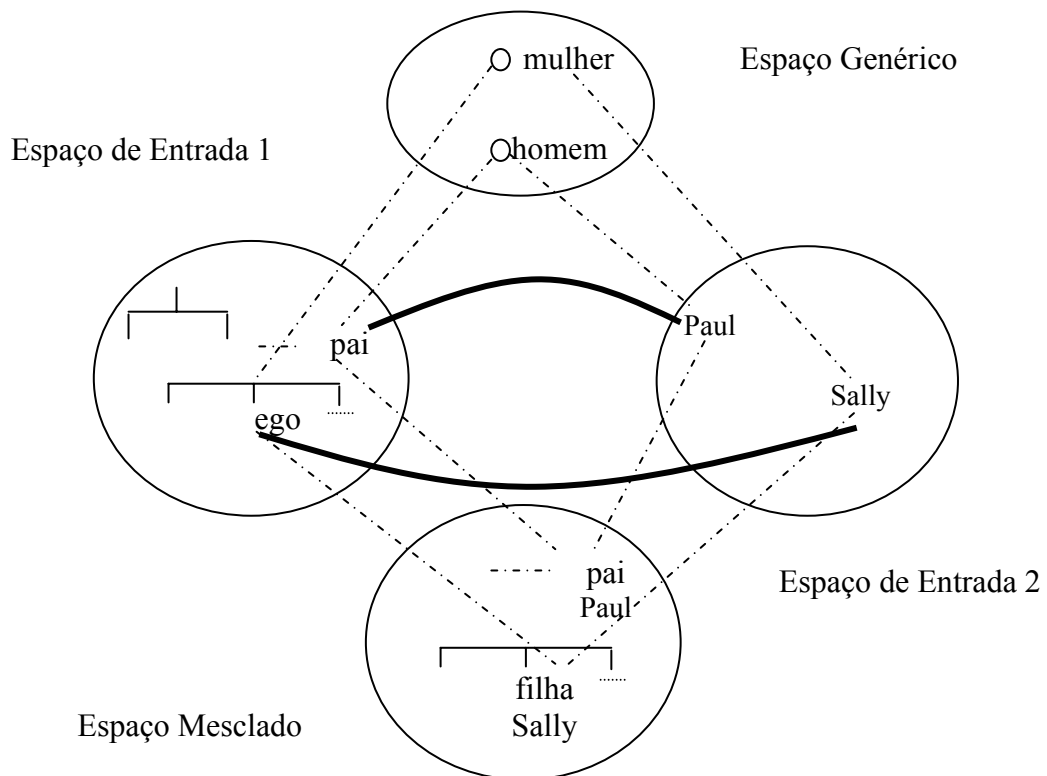 mulher
Espaço Genérico
Espaço de Entrada 1
homem
pai
Paul
ego
Sally
pai
Paul
Espaço de Entrada 2
filha
Sally
Espaço Mesclado